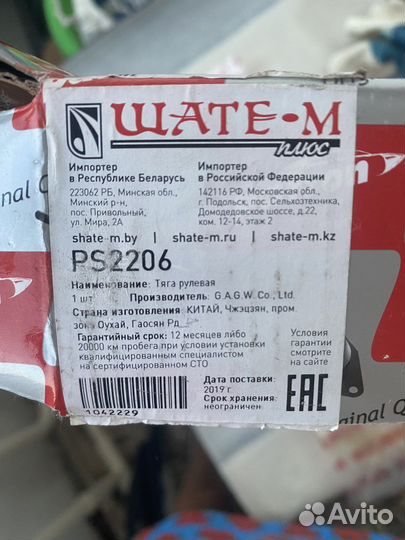 ШАТЕ-М
плюс
Импортер
в Республике Беларусь
223062 РБ, Минская обл.,
Минский р-н,
пос. Привольный,
ул. Мира, 2А
Импортер
в Российской Федерации
142116 РФ, Московская обл.,
г. Подольск, пос. Сельхозтехника,
Домодедовское шоссе, д.22,
ком. 12-14, этаж 2
shate-m.by | shate-m.ru | shate-m.kz
PS2206
Наименование: Тяга рулевая
1 шт. Производитель: G.A.G.W. Co., Ltd.
Страна изготовления КИТАЙ, Чжэцзян, пром.
зона Оухай, Гаосян Рд
Гарантийный срок: 12 месяцев либо
20000 км пробега при условии установки
квалифицированным специалистом
на сертифицированном СТО
Условия
гарантии
смотрите
на сайте
1042229
Дата поставки:
2019 г
Срок хранения:
неограничен
EAC
nal
ginal
Avito